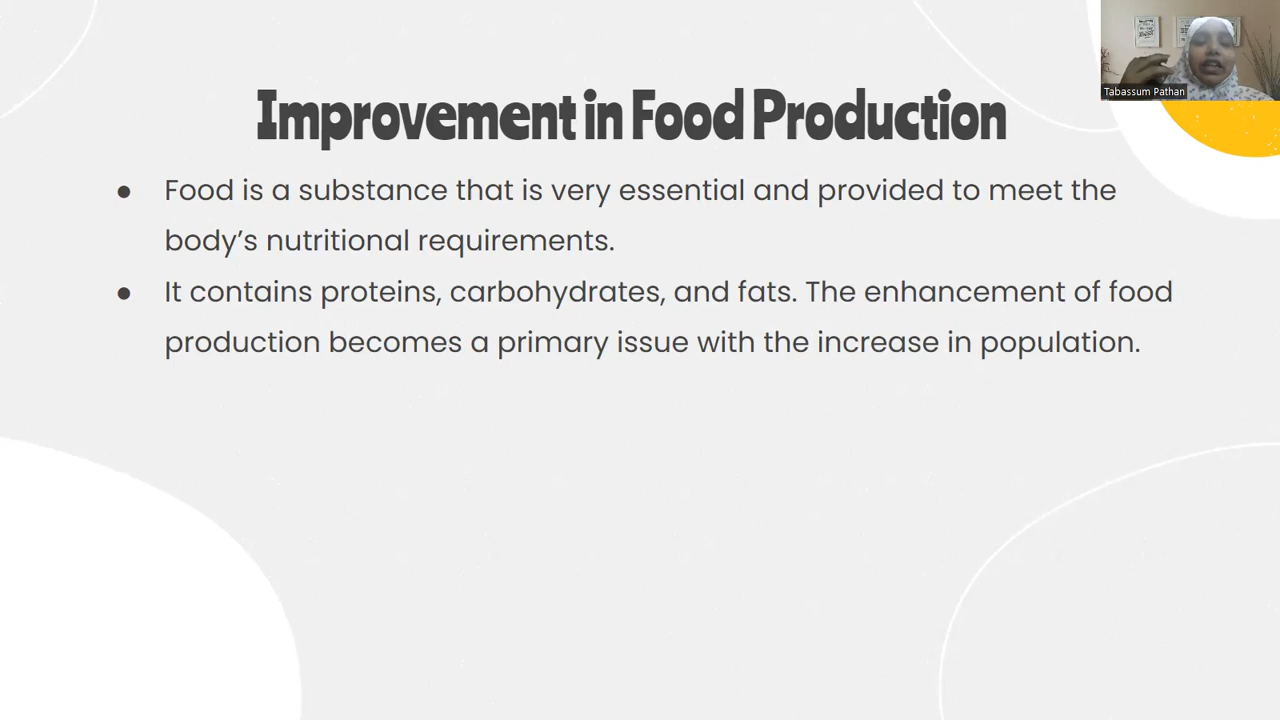 Improvement in Food Production
● Food is a substance that is very essential and provided to meet the
body’s nutritional requirements.
● It contains proteins, carbohydrates, and fats. The enhancement of food
production becomes a primary issue with the increase in population.
Tabassum Pathan